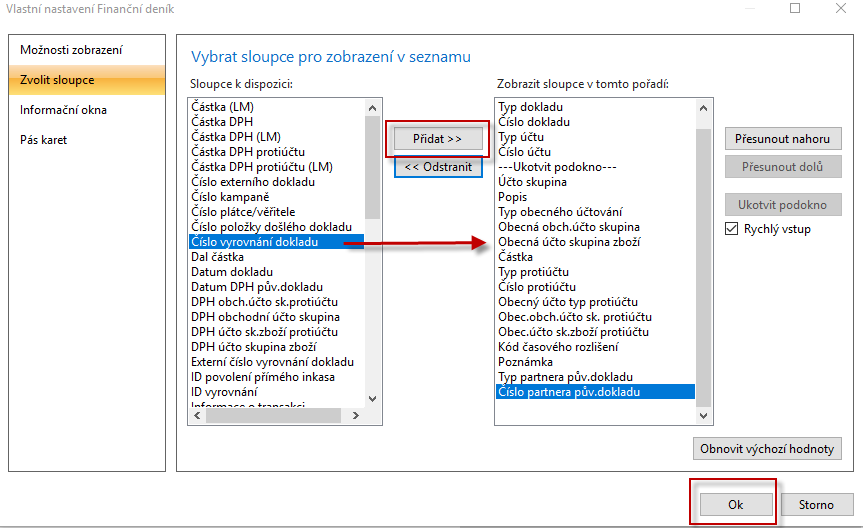 Vlastní nastavení Finanční deník
Možnosti zobrazení
Zvolit sloupce
Informační okna
Pás karet
Vybrat sloupce pro zobrazení v seznamu
Sloupce k dispozici:
Částka (LM)
Částka DPH
Částka DPH (LM)
Částka DPH protiúčtu
Částka DPH protiúčtu (LM)
Číslo externího dokladu
Číslo kampaně
Číslo plátce/věřitele
Číslo položky došlého dokladu
Číslo vyrovnání dokladu
Dal částka
Datum dokladu
Datum DPH pův.dokladu
DPH obch.účto sk.protiúčtu
DPH obchodní účto skupina
DPH účto sk.zboží protiúčtu
DPH účto skupina zboží
Externí číslo vyrovnání dokladu
ID povolení přímého inkasa
ID vyrovnání
Informace o transakci
Přidat >>
<< Odstranit
Zobrazit sloupce v tomto pořadí:
Typ dokladu
Číslo dokladu
Typ účtu
Číslo účtu
---Ukotvit podokno---
Účto skupina
Popis
Typ obecného účtování
Obecná obch.účto skupina
Obecná účto skupina zboží
Částka
Typ protiúčtu
Číslo protiúčtu
Obecný účto typ protiúčtu
Obec.obch.účto sk. protiúčtu
Obec.účto sk.zboží protiúčtu
Kód časového rozlišení
Poznámka
Typ partnera pův.dokladu
Číslo partnera pův.dokladu
Přesunout nahoru
Přesunout dolů
Ukotvit podokno
Rychlý vstup
Obnovit výchozí hodnoty
Ok
Storno